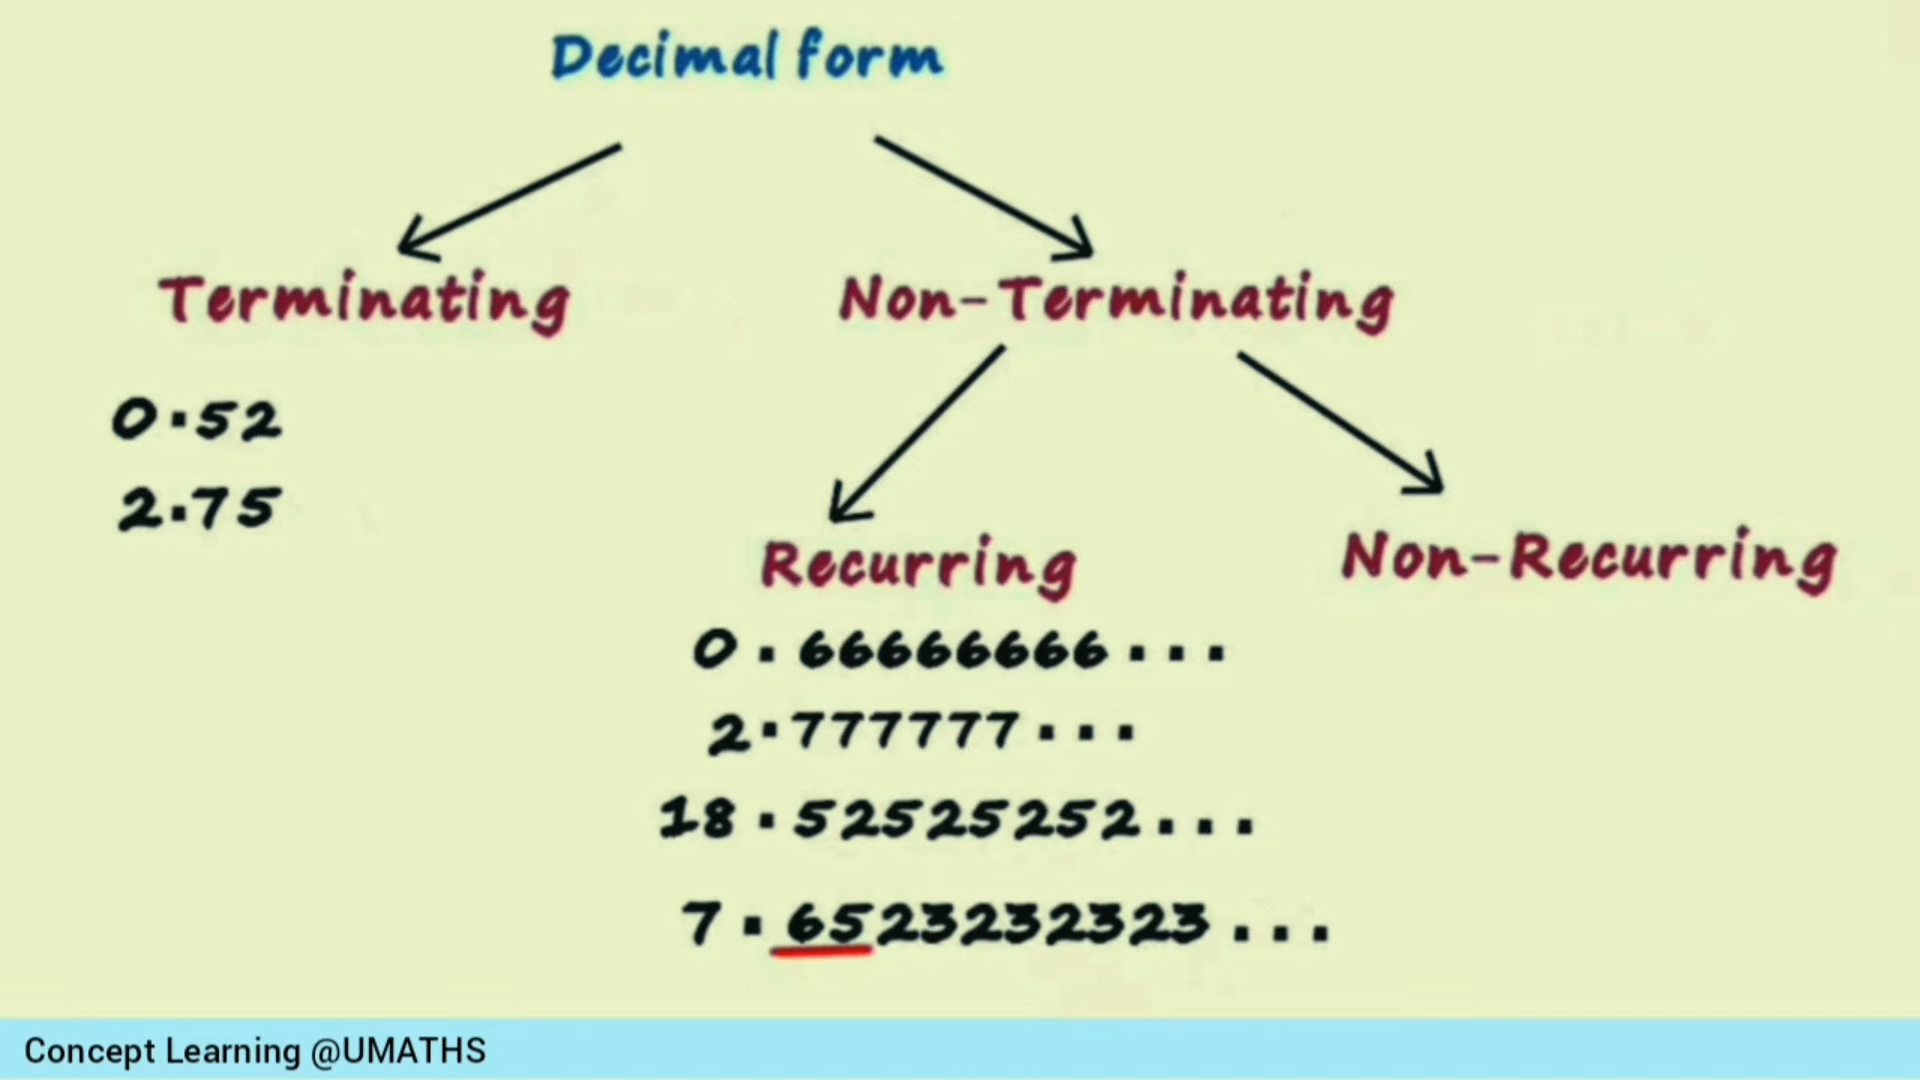 Decimal form
Terminating
Non-Terminating
0.52
2.75
Recurring
Non-Recurring
0.66666666...
2.777777...
18.52525252...
7.6523232323...
Concept Learning @UMATHS